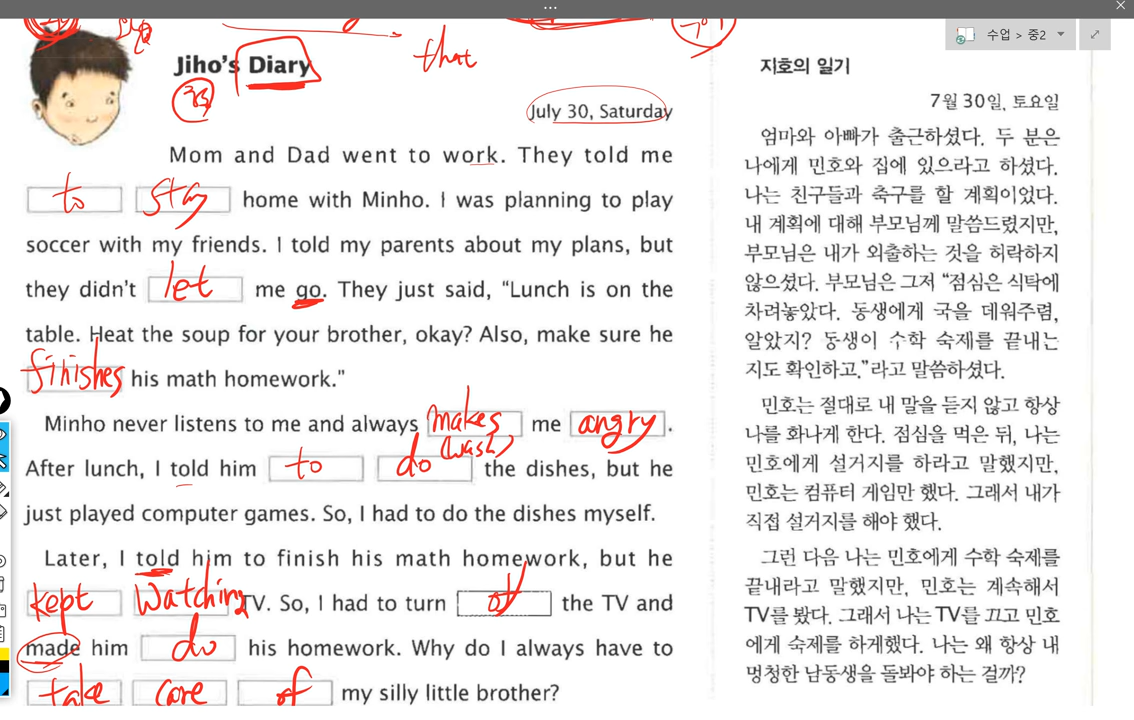 수업 > 중2
that
Jiho's Diary
July 30, Saturday
Mom and Dad went to work. They told me
to stay home with Minho. I was planning to play
soccer with my friends. I told my parents about my plans, but
they didn't let me go. They just said, "Lunch is on the
table. Heat the soup for your brother, okay? Also, make sure he
finishes his math homework."
Minho never listens to me and always makes me angry.
(wash)
After lunch, I told him to do the dishes, but he
just played computer games. So, I had to do the dishes myself.
Later, I told him to finish his math homework, but he
kept watching TV. So, I had to turn the TV and
made him do his homework. Why do I always have to
take care of my silly little brother?
지호의 일기
7월 30일, 토요일
엄마와 아빠가 출근하셨다. 두 분은
나에게 민호와 집에 있으라고 하셨다.
나는 친구들과 축구를 할 계획이었다.
내 계획에 대해 부모님께 말씀드렸지만,
부모님은 내가 외출하는 것을 허락하지
않으셨다. 부모님은 그저 “점심은 식탁에
차려놓았다. 동생에게 국을 데워주렴,
알았지? 동생이 수학 숙제를 끝내는
지도 확인하고.”라고 말씀하셨다.
민호는 절대로 내 말을 듣지 않고 항상
나를 화나게 한다. 점심을 먹은 뒤, 나는
민호에게 설거지를 하라고 말했지만,
민호는 컴퓨터 게임만 했다. 그래서 내가
직접 설거지를 해야 했다.
그런 다음 나는 민호에게 수학 숙제를
끝내라고 말했지만, 민호는 계속해서
TV를 봤다. 그래서 나는 TV를 끄고 민호
에게 숙제를 하게했다. 나는 왜 항상 내
멍청한 남동생을 돌봐야 하는 걸까?